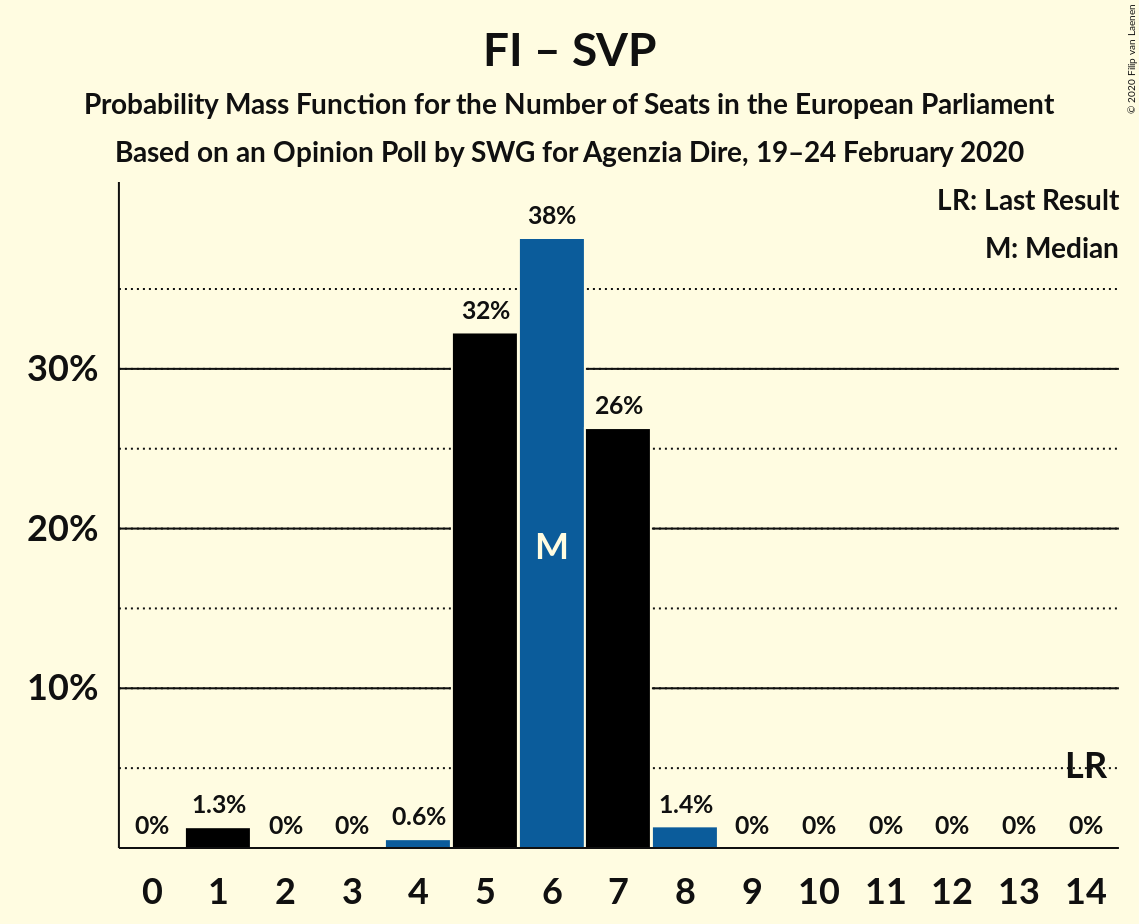 FI – SVP
Probability Mass Function for the Number of Seats in the European Parliament
Based on an Opinion Poll by SWG for Agenzia Dire, 19–24 February 2020
© 2020 Filip van Laenen
LR: Last Result
M: Median
38%
32%
30%
26%
20%
M
10%
LR
0% 1.3% 0% 0% 0.6% 1.4% 0% 0% 0% 0% 0% 0%
0 1 2 3 4 5 6 7 8 9 10 11 12 13 14